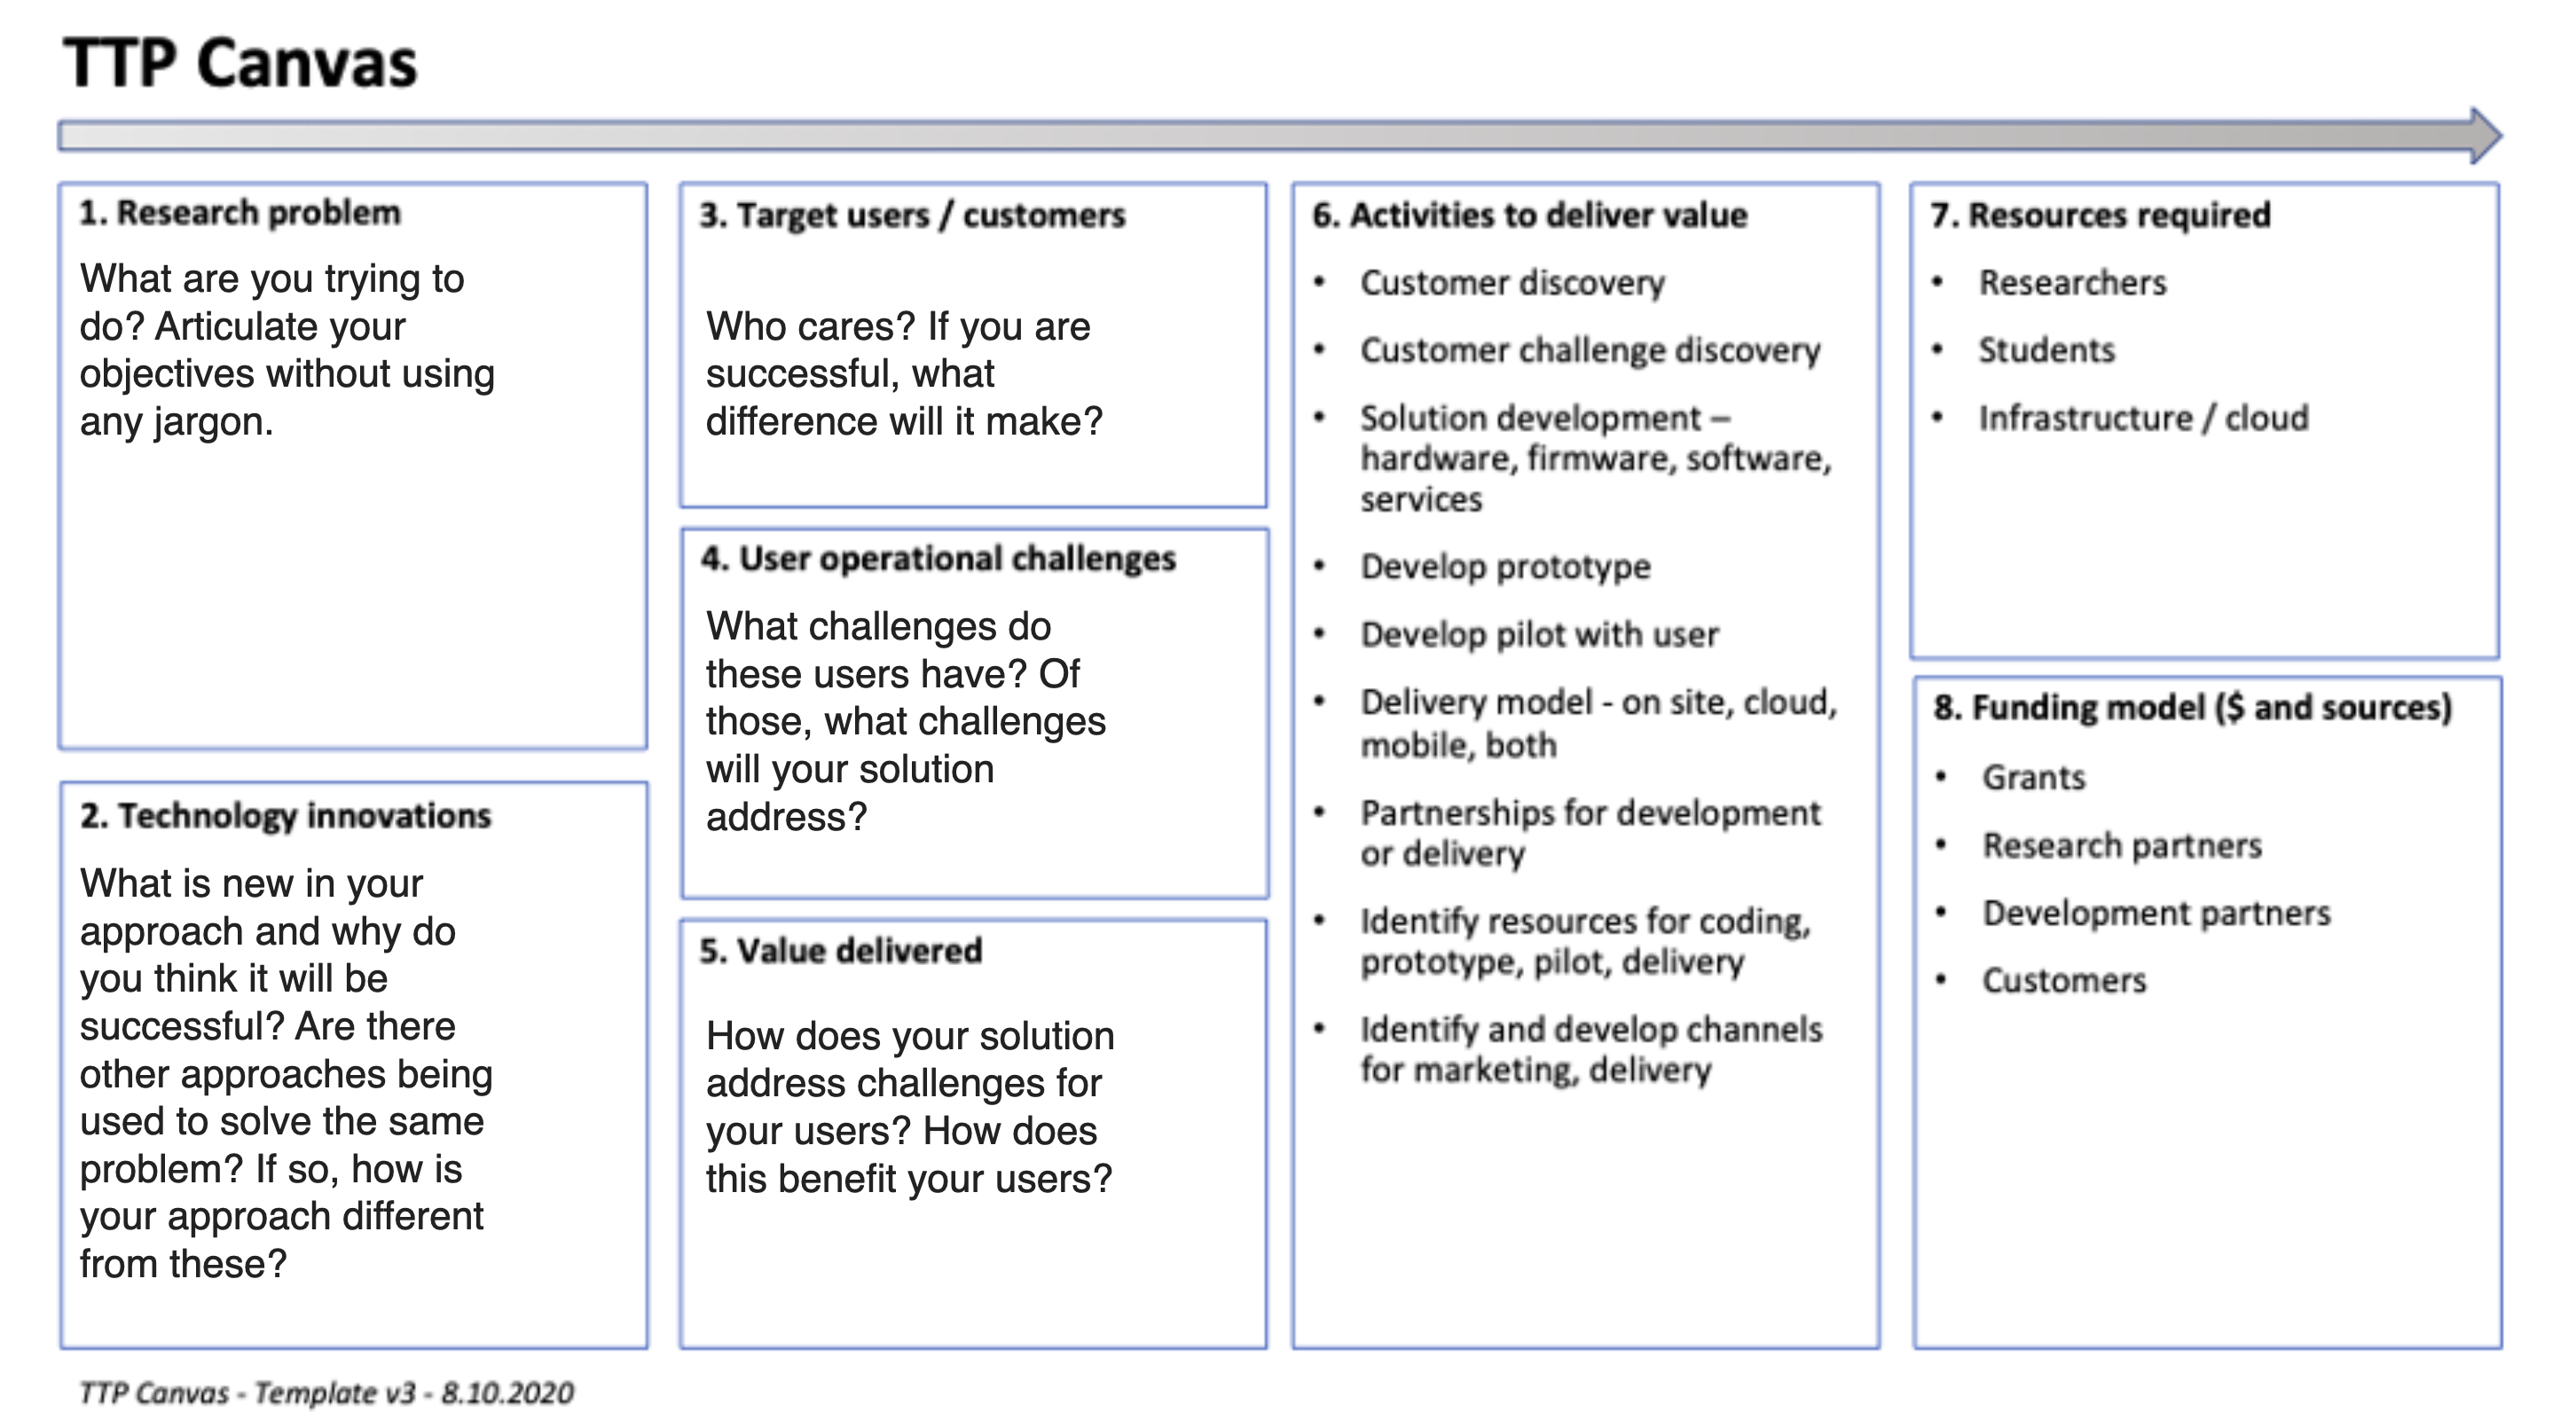 TTP Canvas
1. Research problem
What are you trying to
do? Articulate your
objectives without using
any jargon.
2. Technology innovations
What is new in your
approach and why do
you think it will be
successful? Are there
other approaches being
used to solve the same
problem? If so, how is
your approach different
from these?
3. Target users / customers
Who cares? If you are
successful, what
difference will it make?
4. User operational challenges
What challenges do
these users have? Of
those, what challenges
will your solution
address?
5. Value delivered
How does your solution
address challenges for
your users? How does
this benefit your users?
6. Activities to deliver value
• Customer discovery
• Customer challenge discovery
• Solution development –
hardware, firmware, software,
services
• Develop prototype
• Develop pilot with user
• Delivery model - on site, cloud,
mobile, both
• Partnerships for development
or delivery
• Identify resources for coding,
prototype, pilot, delivery
• Identify and develop channels
for marketing, delivery
7. Resources required
• Researchers
• Students
• Infrastructure / cloud
8. Funding model ($ and sources)
• Grants
• Research partners
• Development partners
• Customers
TTP Canvas - Template v3 - 8.10.2020